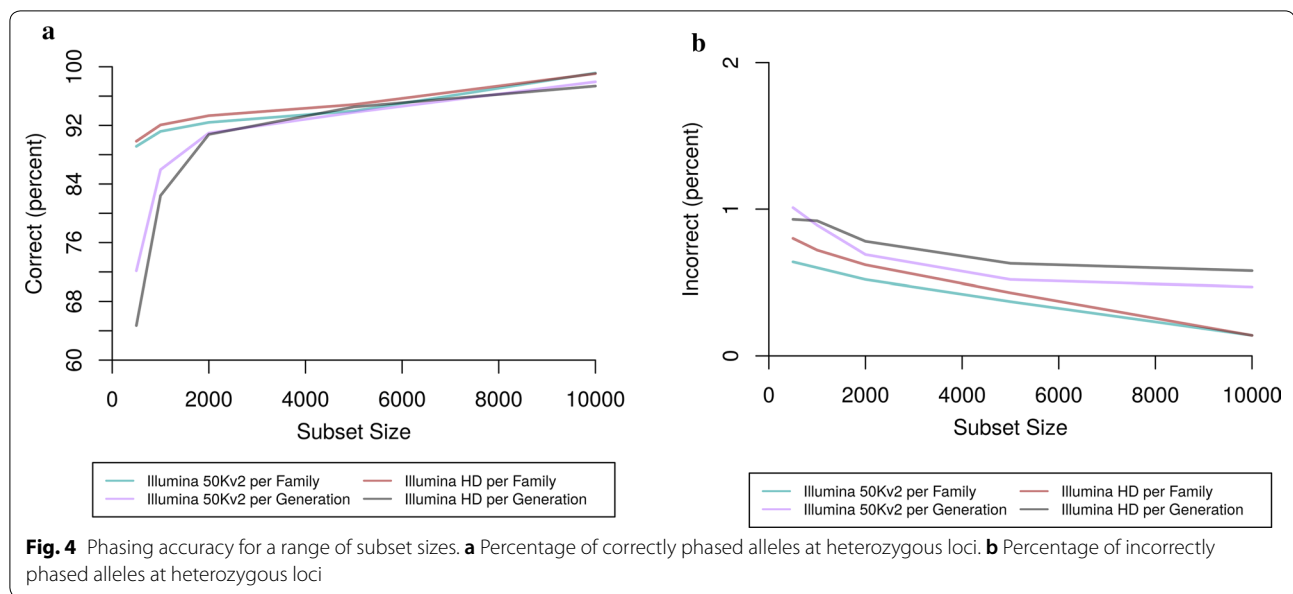 a
Correct (percent)
100
92
84
76
68
60
0 2000 4000 6000 8000 10000
Subset Size
Illumina 50Kv2 per Family Illumina HD per Family
Illumina 50Kv2 per Generation Illumina HD per Generation
b
Incorrect (percent)
2
1
0
0 2000 4000 6000 8000 10000
Subset Size
Illumina 50Kv2 per Family Illumina HD per Family
Illumina 50Kv2 per Generation Illumina HD per Generation
Fig. 4 Phasing accuracy for a range of subset sizes. a Percentage of correctly phased alleles at heterozygous loci. b Percentage of incorrectly
phased alleles at heterozygous loci